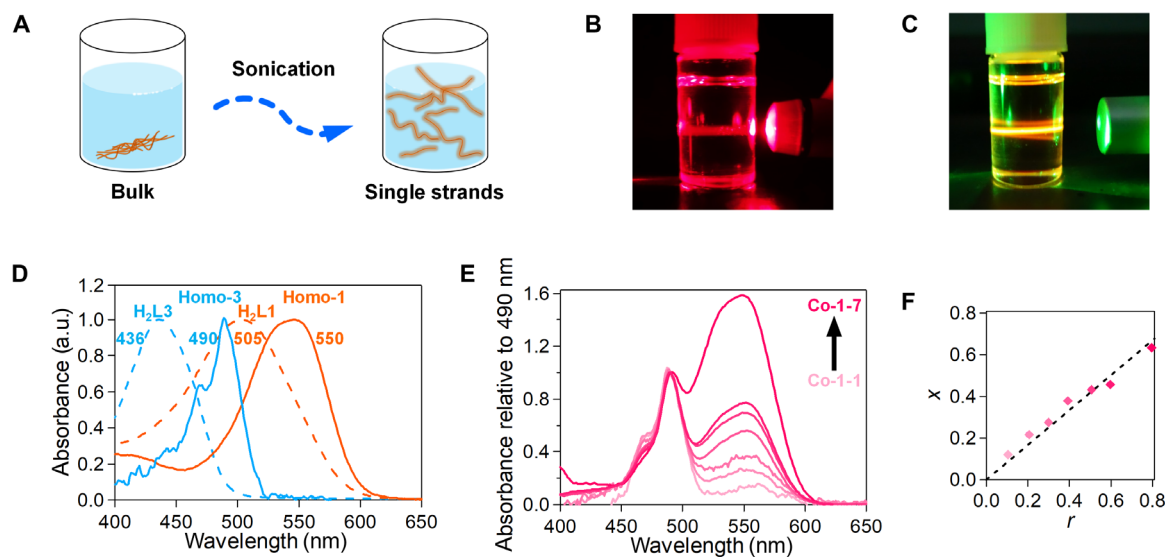 A
Sonication
Bulk
Single strands
B
C
D
1.2
1.0
0.8
0.6
0.4
0.2
0.0
Absorbance (a.u.)
H₂L3
Homo-3
H₂L1
Homo-1
436
490
505
550
400
450
500
550
600
650
Wavelength (nm)
E
Absorbance relative to 490 nm
1.6
1.2
0.8
0.4
0.0
Co-1-7
Co-1-1
400
450
500
550
600
650
Wavelength (nm)
F
x
0.8
0.6
0.4
0.2
0.0
0.0
0.2
0.4
0.6
0.8
r